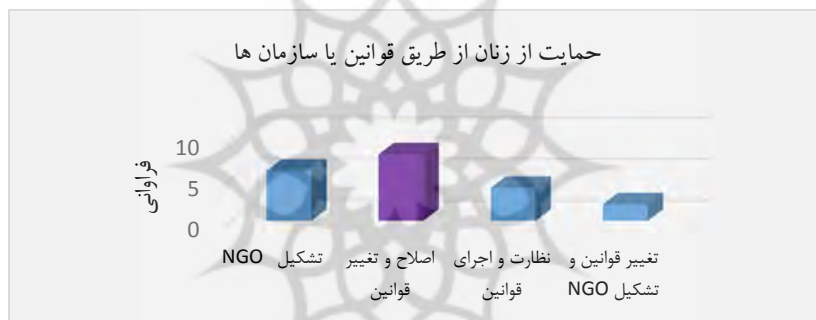 حمایت از زنان از طریق قوانین یا سازمان ها
فراوانی
10
5
0
تشکیل NGO
اصلاح و تغییر
قوانین
نظارت و اجرای
قوانین
تغییر قوانین و
تشکیل NGO